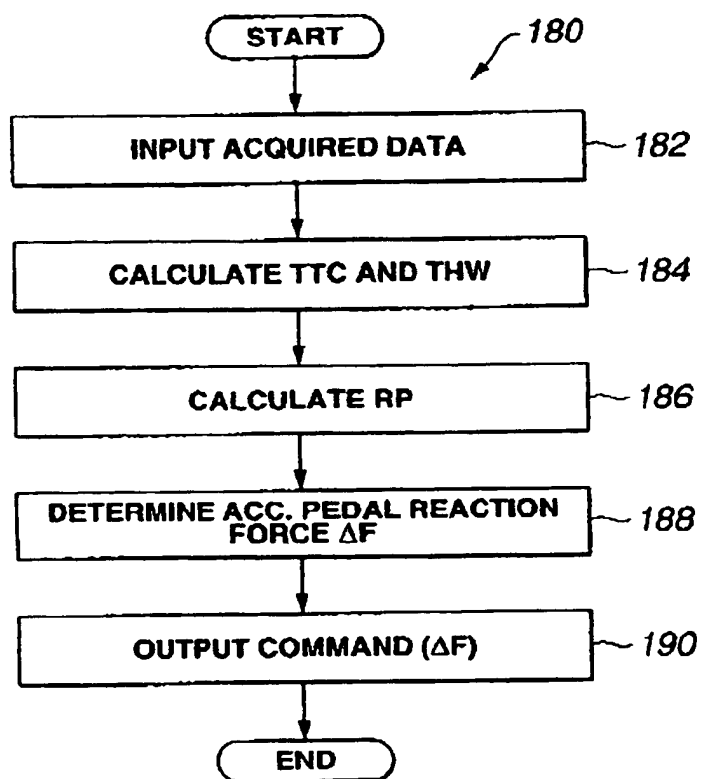 START
180
INPUT ACQUIRED DATA
182
CALCULATE TTC AND THW
184
CALCULATE RP
186
DETERMINE ACC. PEDAL REACTION
FORCE ΔF
188
OUTPUT COMMAND (ΔF)
190
END